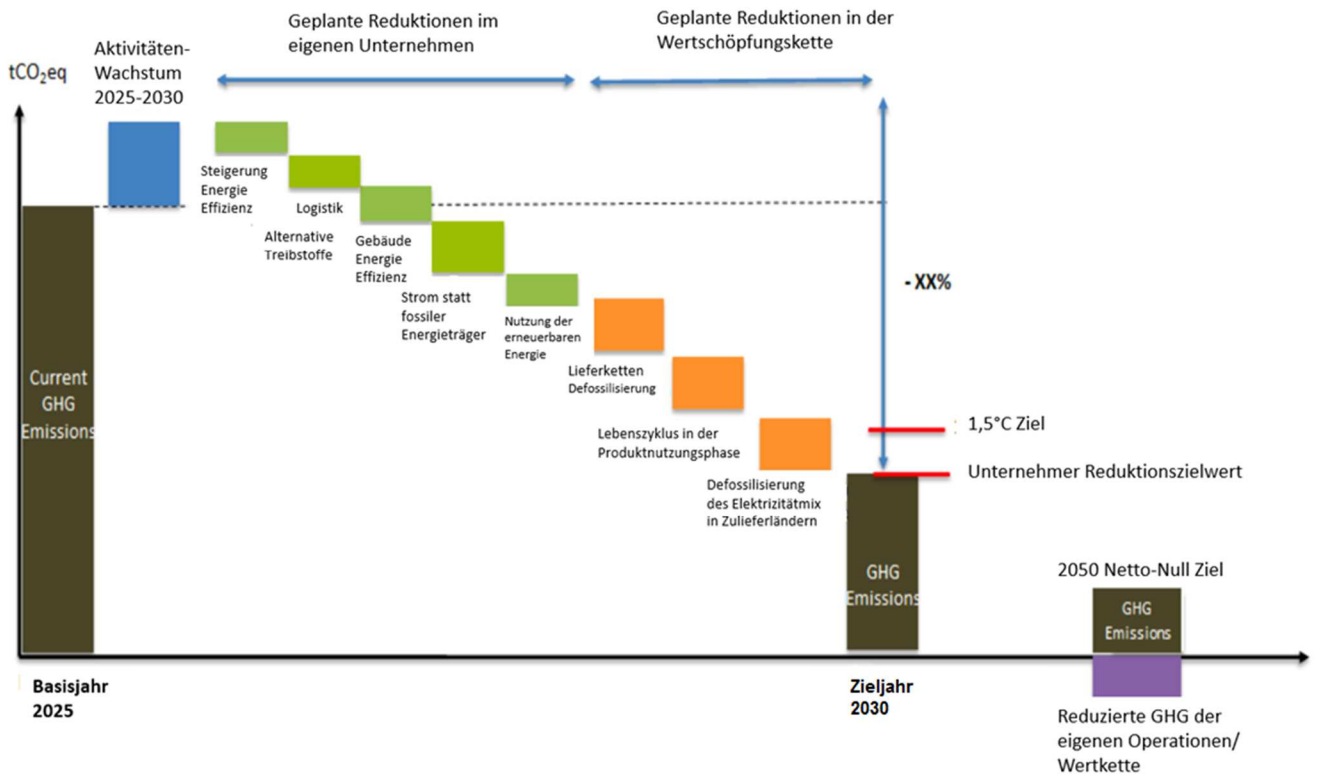 Geplante Reduktionen im
eigenen Unternehmen
Geplante Reduktionen in der
Wertschöpfungskette
Aktivitäten-
Wachstum
2025-2030
tCO₂eq
Steigerung
Energie
Effizienz
Logistik
Alternative
Treibstoffe
Gebäude
Energie
Effizienz
Strom statt
fossiler
Energieträger
Nutzung der
erneuerbaren
Energie
- XX%
Lieferketten
Defossilisierung
Current
GHG
Emissions
Lebenszyklus in der
Produktnutzungsphase
1,5°C Ziel
Unternehmer Reduktionszielwert
Defossilisierung
des Elektrizitätmix
in Zulieferländern
GHG
Emissions
2050 Netto-Null Ziel
GHG
Emissions
Basisjahr
2025
Zieljahr
2030
Reduzierte GHG der
eigenen Operationen/
Wertkette